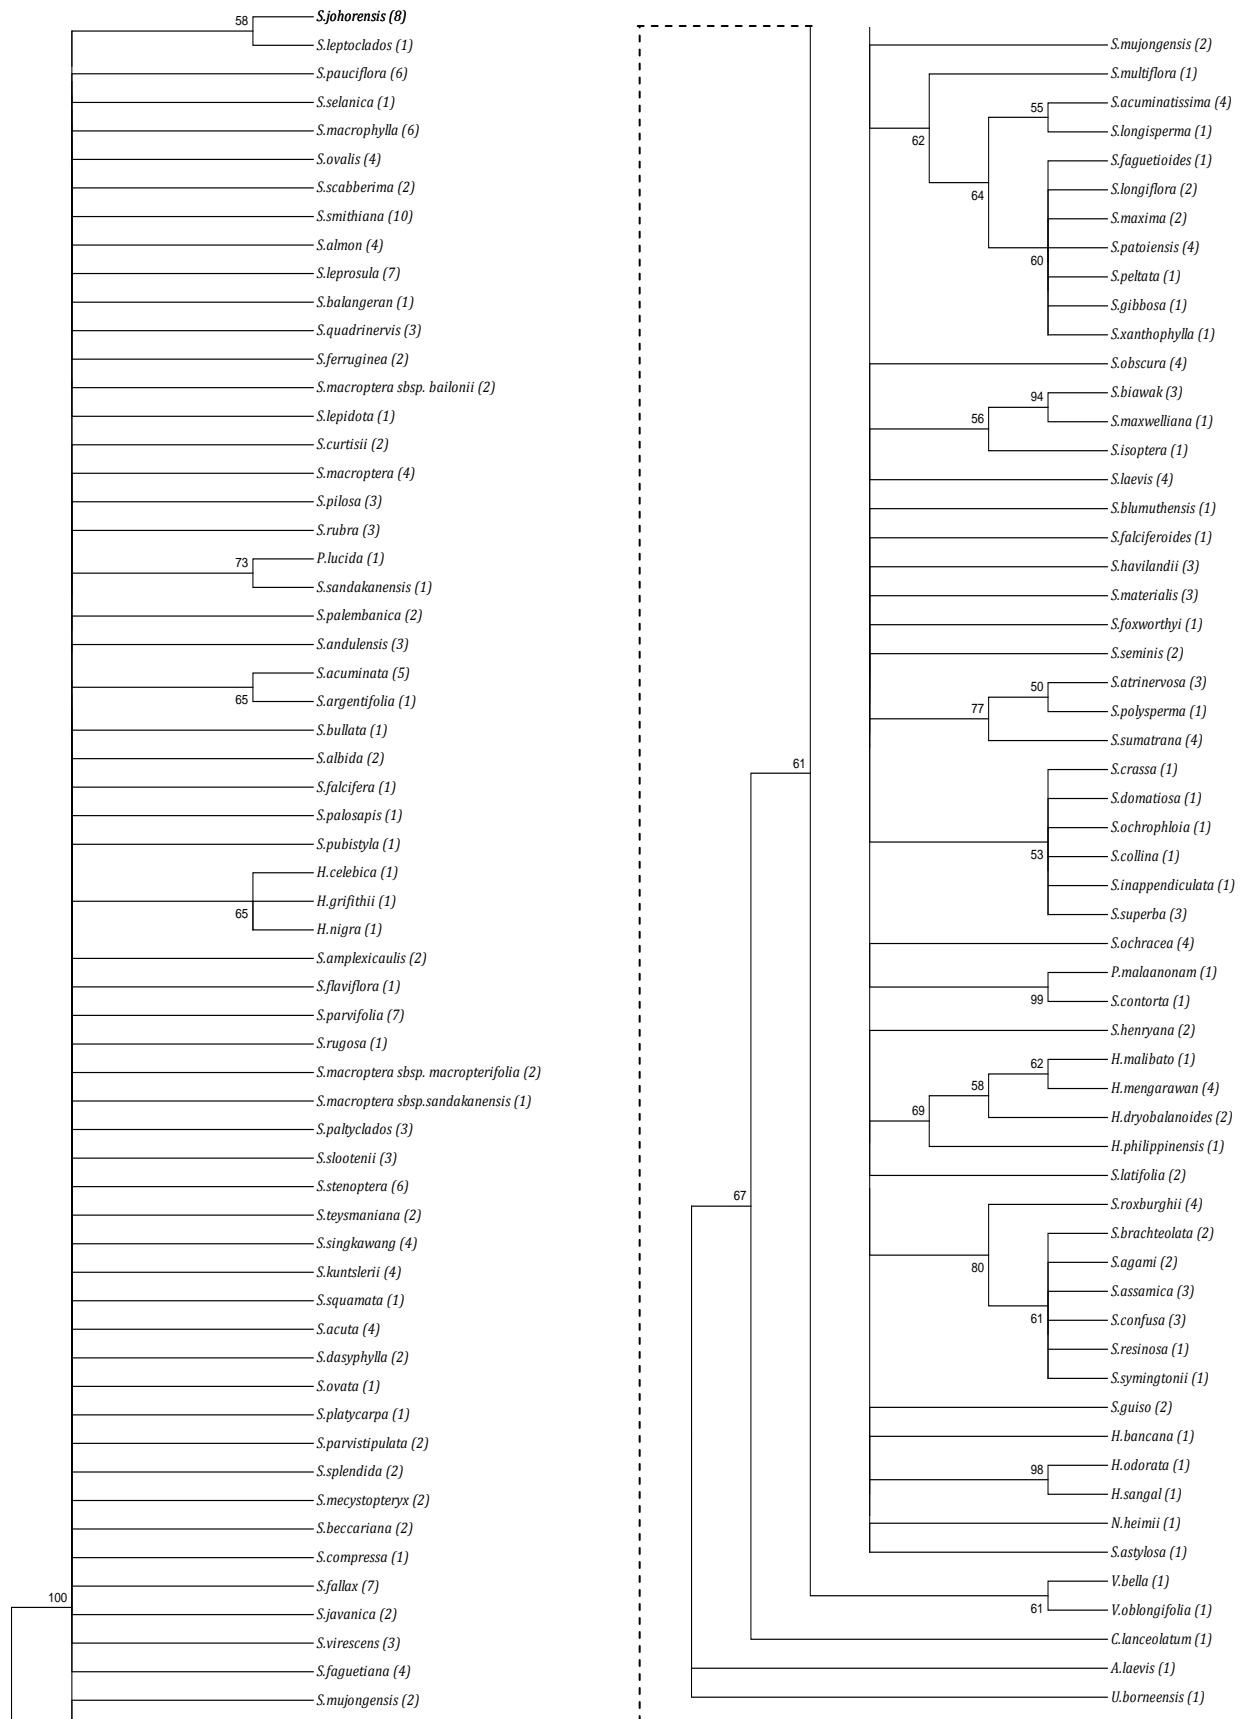 58
S.johorensis (8)
S.leptoclados (1)
S.pauciflora (6)
S.selanica (1)
S.macrophylla (6)
S.ovalis (4)
S.scabberima (2)
S.smithiana (10)
S.almon (4)
S.leprosula (7)
S.balangeran (1)
S.quadrinervis (3)
S.ferruginea (2)
S.macroptera sbsp. bailonii (2)
S.lepidota (1)
S.curtisii (2)
S.macroptera (4)
S.pilosa (3)
S.rubra (3)
73
P.lucida (1)
S.sandakanensis (1)
S.palembanica (2)
S.andulensis (3)
S.acuminata (5)
65
S.argentifolia (1)
S.bullata (1)
S.albida (2)
S.falcifera (1)
S.palosapis (1)
S.pubistyla (1)
H.celebica (1)
H.grifithii (1)
65
H.nigra (1)
S.amplexicaulis (2)
S.flaviflora (1)
S.parvifolia (7)
S.rugosa (1)
S.macroptera sbsp. macropterifolia (2)
S.macroptera sbsp.sandakanensis (1)
S.paltyclados (3)
S.slootenii (3)
S.stenoptera (6)
S.teysmaniana (2)
S.singkawang (4)
S.kuntslerii (4)
S.squamata (1)
S.acuta (4)
S.dasyphylla (2)
S.ovata (1)
S.platycarpa (1)
S.parvistipulata (2)
S.splendida (2)
S.mecystopteryx (2)
S.beccariana (2)
S.compressa (1)
S.fallax (7)
100
S.javanica (2)
S.virescens (3)
S.faguetiana (4)
S.mujongensis (2)
S.mujongensis (2)
S.multiflora (1)
62
55
S.acuminatissima (4)
S.longisperma (1)
64
S.faguetioides (1)
S.longiflora (2)
S.maxima (2)
S.patoiensis (4)
60
S.peltata (1)
S.gibbosa (1)
S.xanthophylla (1)
S.obscura (4)
94
S.biawak (3)
56
S.maxwelliana (1)
S.isoptera (1)
S.laevis (4)
S.blumuthensis (1)
S.falciferoides (1)
S.havilandii (3)
S.materialis (3)
S.foxworthyi (1)
S.seminis (2)
50
S.atrinervosa (3)
77
S.polysperma (1)
S.sumatrana (4)
61
S.crassa (1)
S.domatiosa (1)
S.ochrophloia (1)
53
S.collina (1)
S.inappendiculata (1)
S.superba (3)
S.ochracea (4)
P.malaanonam (1)
99
S.contorta (1)
S.henryana (2)
62
H.malibato (1)
58
H.mengarawan (4)
69
H.dryobalanoides (2)
H.philippinensis (1)
S.latifolia (2)
67
S.roxburghii (4)
80
S.brachteolata (2)
S.agami (2)
S.assamica (3)
61
S.confusa (3)
S.resinosa (1)
S.symingtonii (1)
S.guiso (2)
H.bancana (1)
98
H.odorata (1)
H.sangal (1)
N.heimii (1)
S.astylosa (1)
V.bella (1)
61
V.oblongifolia (1)
C.lanceolatum (1)
A.laevis (1)
U.borneensis (1)